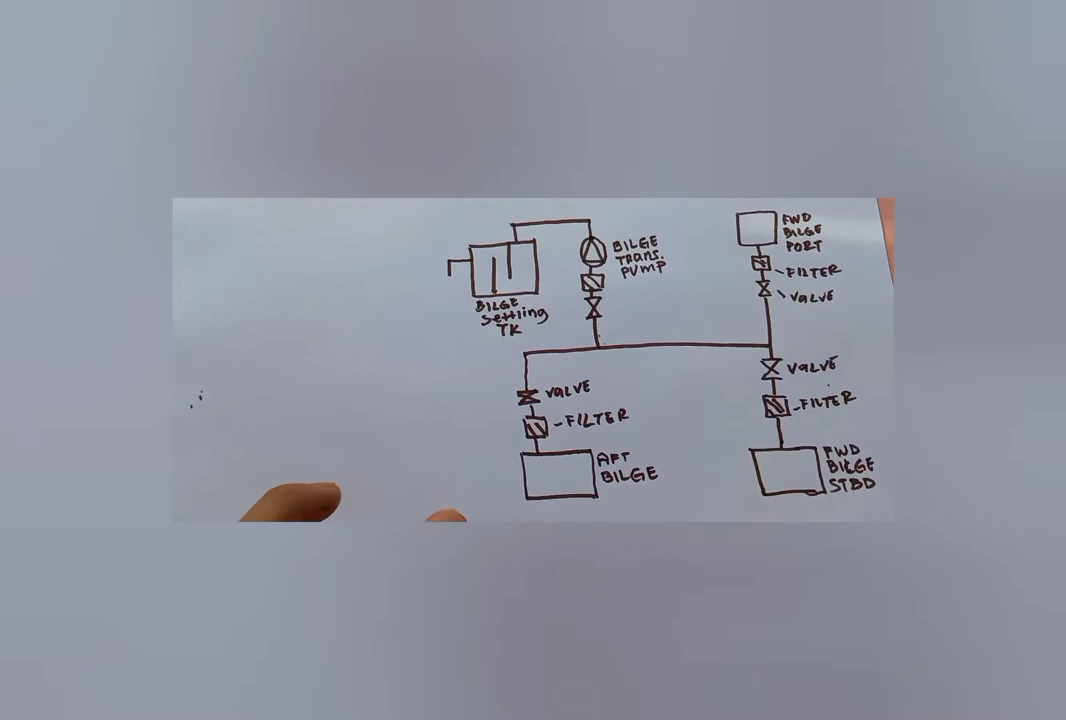 BILGE
TRANS.
PUMP
BILGE
Settling
TK
FWD
BILGE
PORT
-FILTER
VALVE
VALVE
-FILTER
VALVE
-FILTER
AFT
BILGE
FWD
BILGE
STBD